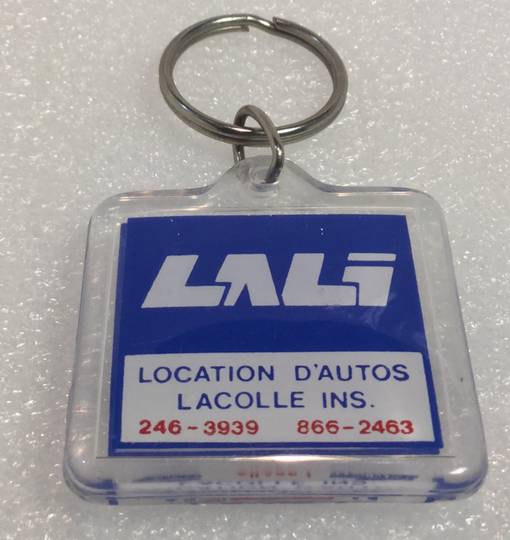 LALI
LOCATION D'AUTOS
LACOLLE INS.
246-3939 866-2463